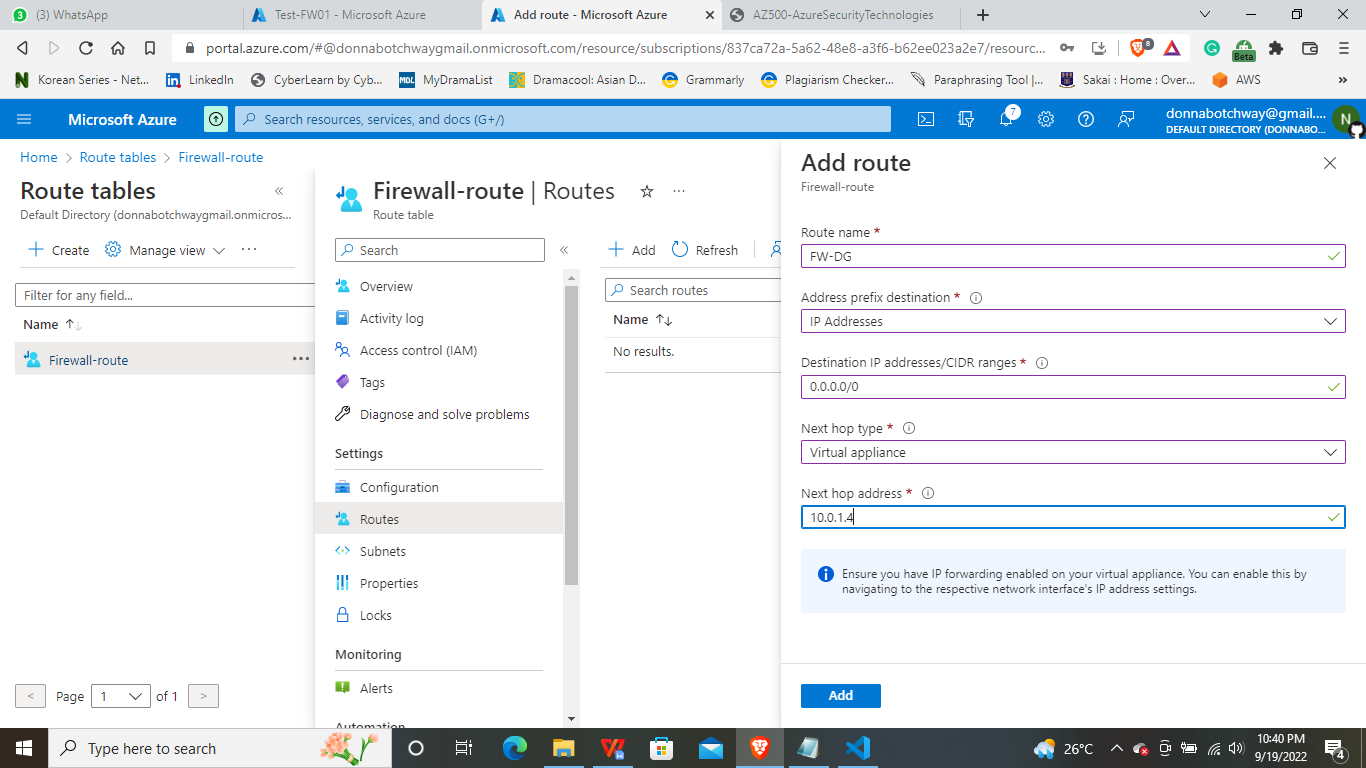 (3) WhatsApp
Test-FW01 - Microsoft Azure
Add route - Microsoft Azure
AZ500-AzureSecurityTechnologies
portal.azure.com/#@donnabotchwaygmail.onmicrosoft.com/resource/subscriptions/837ca72a-5a62-48e8-a3f6-b62ee023a2e7/resourc...
8
Beta
Korean Series - Net...
LinkedIn
CyberLearn by Cyb...
MDL
MyDramaList
Dramacool: Asian D...
Grammarly
Plagiarism Checker...
Paraphrasing Tool |...
Sakai : Home : Over...
AWS
»
Microsoft Azure
Search resources, services, and docs (G+/)
7
donnabotchway@gmail....
DEFAULT DIRECTORY (DONNABO...
N
Home > Route tables > Firewall-route
Route tables
«
Default Directory (donnabotchwaygmail.onmicros...
Create
Manage view
...
Filter for any field...
Name
Firewall-route
...
< Page 1 of 1 >
Firewall-route | Routes
...
Route table
Search
«
Overview
Activity log
Access control (IAM)
Tags
Diagnose and solve problems
Settings
Configuration
Routes
Subnets
Properties
Locks
Monitoring
Alerts
Automation
Add
Refresh
Search routes
Name
No results.
Add route
Firewall-route
Route name *
FW-DG
Address prefix destination *
IP Addresses
Destination IP addresses/CIDR ranges *
0.0.0.0/0
Next hop type *
Virtual appliance
Next hop address *
10.0.1.4
Ensure you have IP forwarding enabled on your virtual appliance. You can enable this by
navigating to the respective network interface's IP address settings.
Add
Type here to search
26°C
10:40 PM
9/19/2022
4